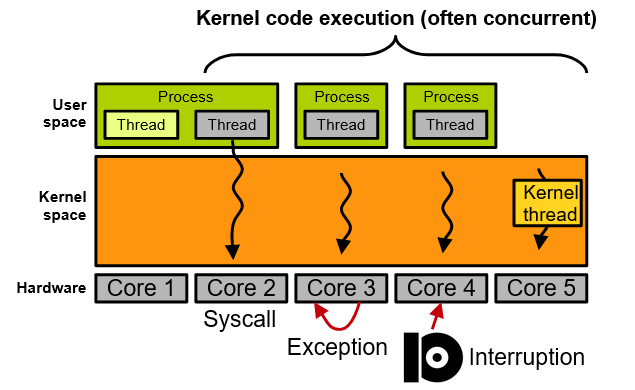 Kernel code execution (often concurrent)
User
space
Process
Process
Process
Thread
Thread
Thread
Thread
Kernel
space
Kernel
thread
Hardware
Core 1
Core 2
Core 3
Core 4
Core 5
Syscall
Exception
Interruption